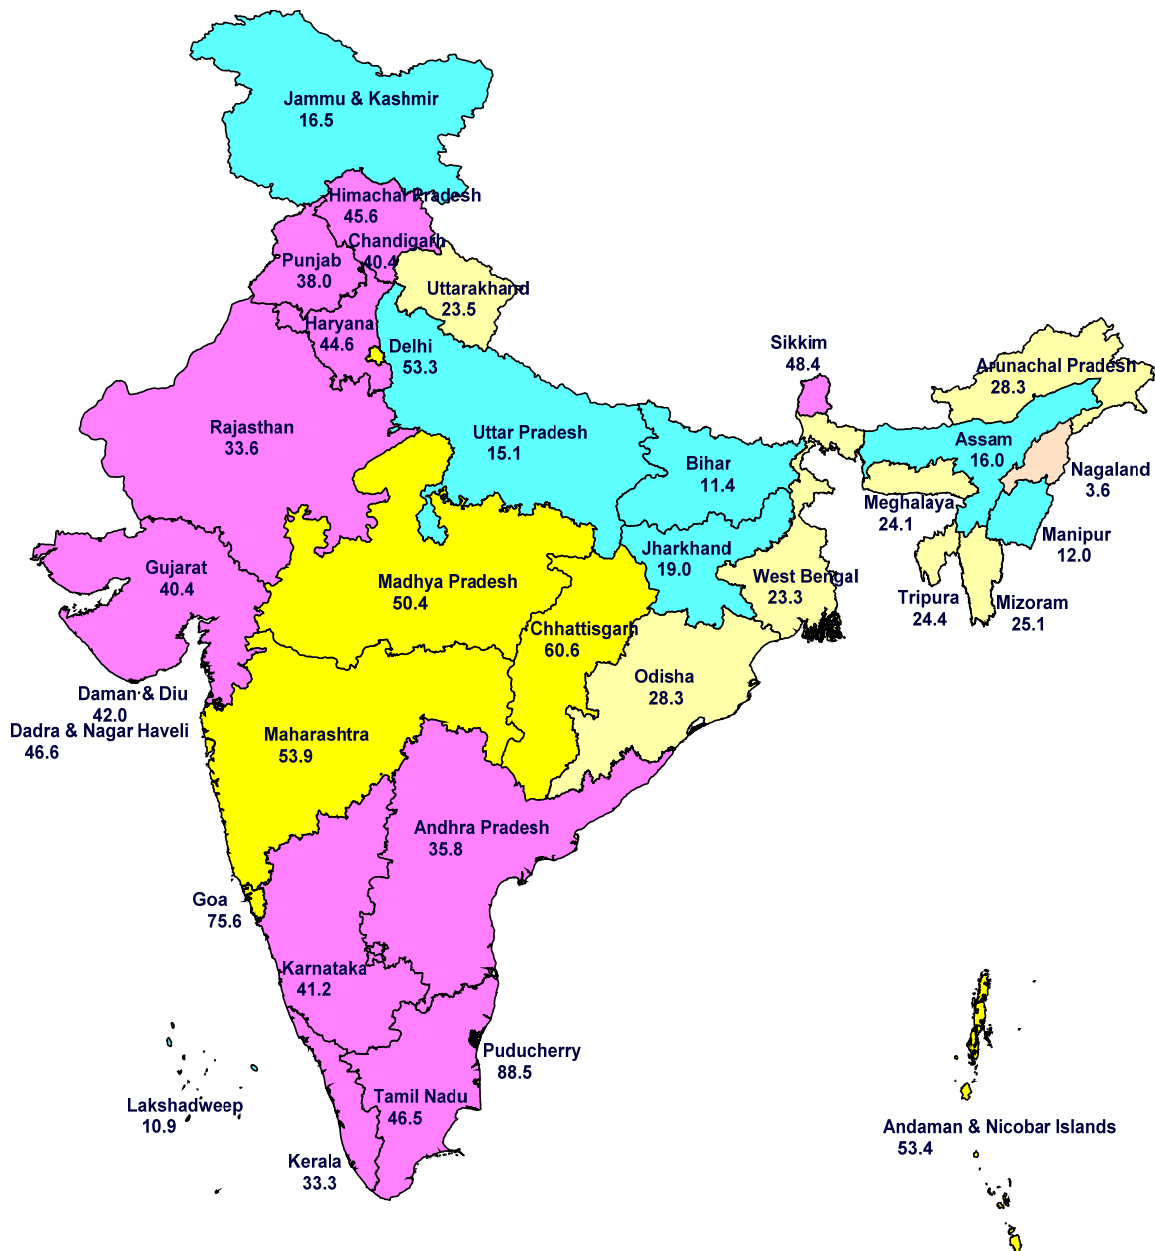 Jammu & Kashmir
16.5
Himachal Pradesh
45.6
Chandigarh
40.4
Punjab
38.0
Uttarakhand
23.5
Haryana
44.6
Delhi
53.3
Sikkim
48.4
Arunachal Pradesh
28.3
Rajasthan
33.6
Uttar Pradesh
15.1
Bihar
11.4
Assam
16.0
Nagaland
3.6
Meghalaya
24.1
Manipur
12.0
Jharkhand
19.0
Gujarat
40.4
Madhya Pradesh
50.4
West Bengal
23.3
Tripura
24.4
Mizoram
25.1
Chhattisgarh
60.6
Odisha
28.3
Daman & Diu
42.0
Dadra & Nagar Haveli
46.6
Maharashtra
53.9
Andhra Pradesh
35.8
Goa
75.6
Karnataka
41.2
Puducherry
88.5
Lakshadweep
10.9
Tamil Nadu
46.5
Andaman & Nicobar Islands
53.4
Kerala
33.3